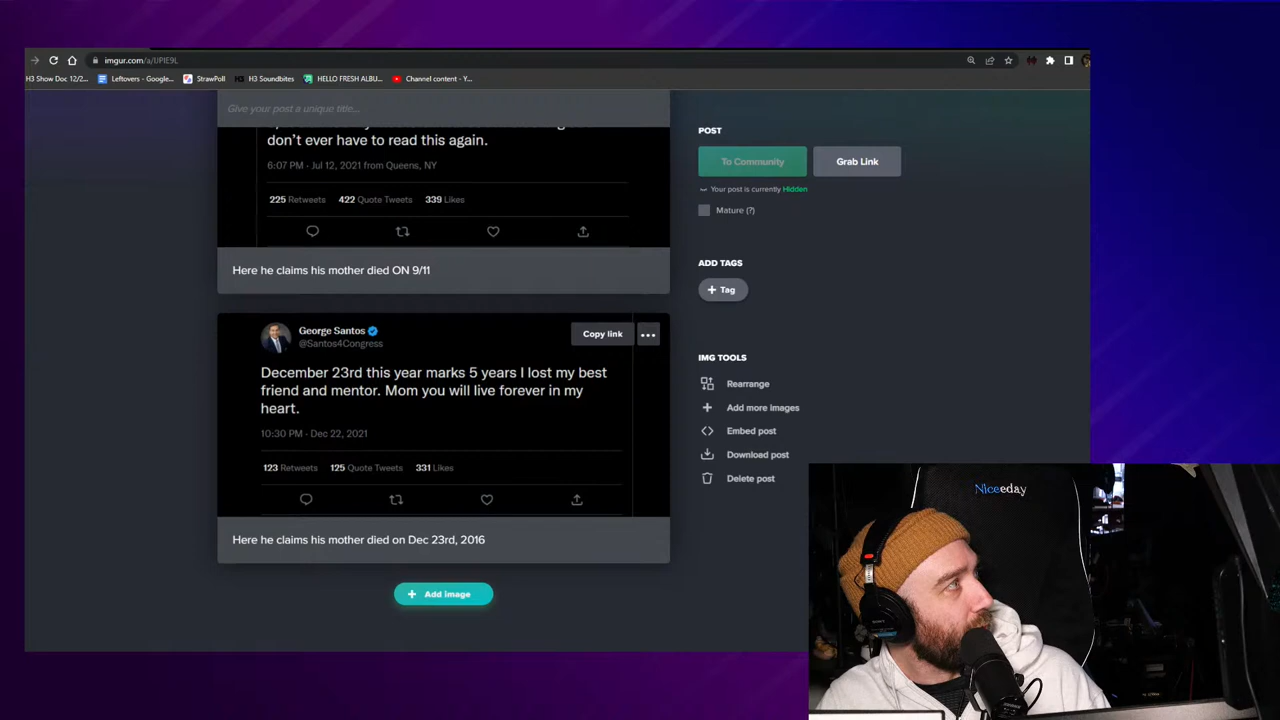 imgur.com/a/UPIE9L
H3 Show Doc 12/2... Leftovers - Google... StrawPoll H3 Soundbites HELLO FRESH ALBU... Channel content - Y...
Give your post a unique title...
don't ever have to read this again.
6:07 PM · Jul 12, 2021 from Queens, NY
225 Retweets 422 Quote Tweets 339 Likes
Here he claims his mother died ON 9/11
George Santos
@Santos4Congress
Copy link
December 23rd this year marks 5 years I lost my best
friend and mentor. Mom you will live forever in my
heart.
10:30 PM · Dec 22, 2021
123 Retweets 125 Quote Tweets 331 Likes
Here he claims his mother died on Dec 23rd, 2016
+ Add image
POST
To Community Grab Link
Your post is currently Hidden
Mature (?)
ADD TAGS
+ Tag
IMG TOOLS
Rearrange
Add more images
Embed post
Download post
Delete post
Niceeday